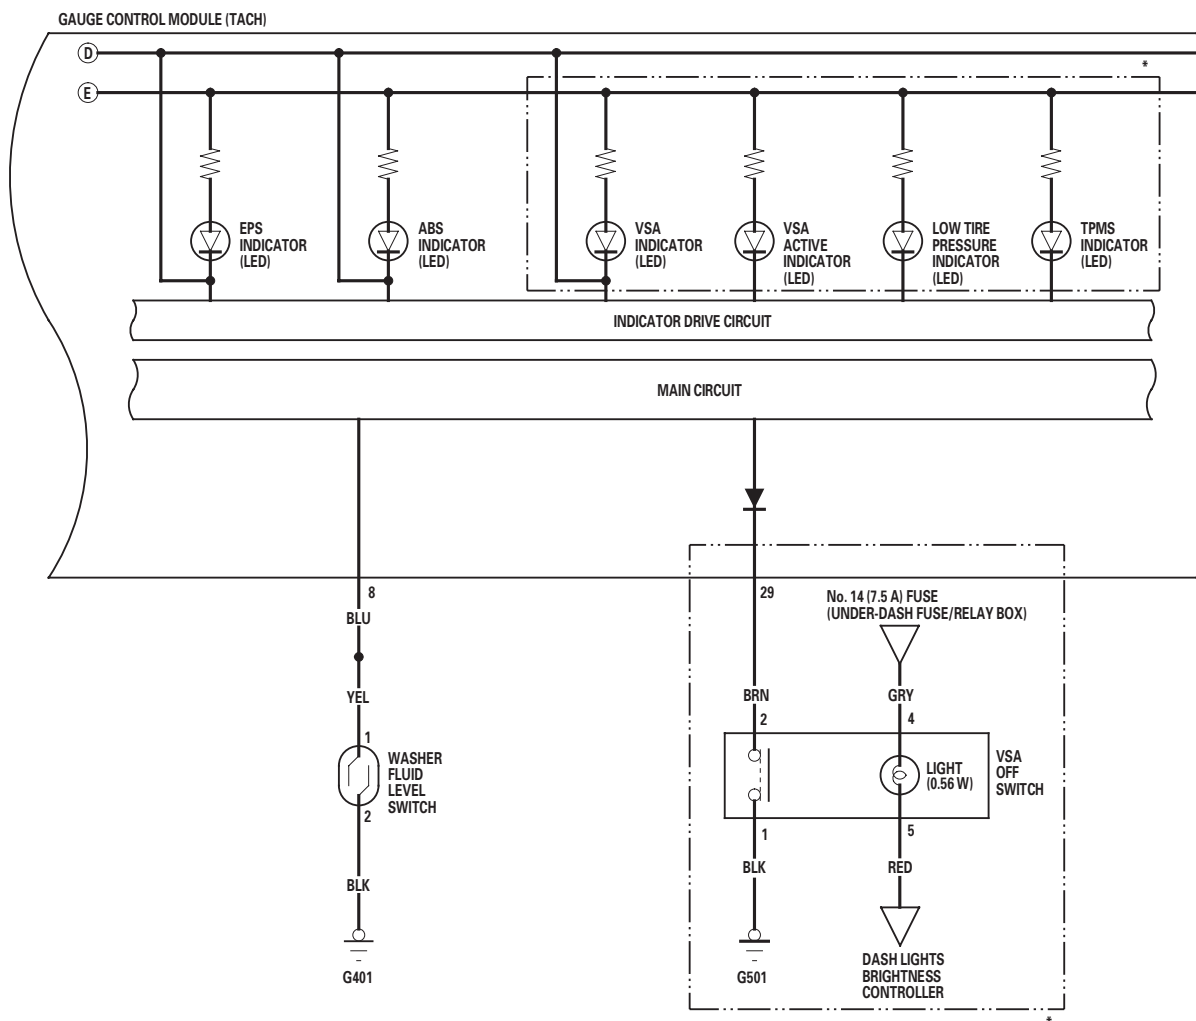 GAUGE CONTROL MODULE (TACH)
D
*
E
EPS
INDICATOR
(LED)
ABS
INDICATOR
(LED)
VSA
INDICATOR
(LED)
VSA
ACTIVE
INDICATOR
(LED)
LOW TIRE
PRESSURE
INDICATOR
(LED)
TPMS
INDICATOR
(LED)
INDICATOR DRIVE CIRCUIT
MAIN CIRCUIT
8
BLU
YEL
1
WASHER
FLUID
LEVEL
SWITCH
2
BLK
G401
29
No. 14 (7.5 A) FUSE
(UNDER-DASH FUSE/RELAY BOX)
BRN
GRY
2
4
LIGHT
(0.56 W)
VSA
OFF
SWITCH
1
5
BLK
RED
G501
DASH LIGHTS
BRIGHTNESS
CONTROLLER
*